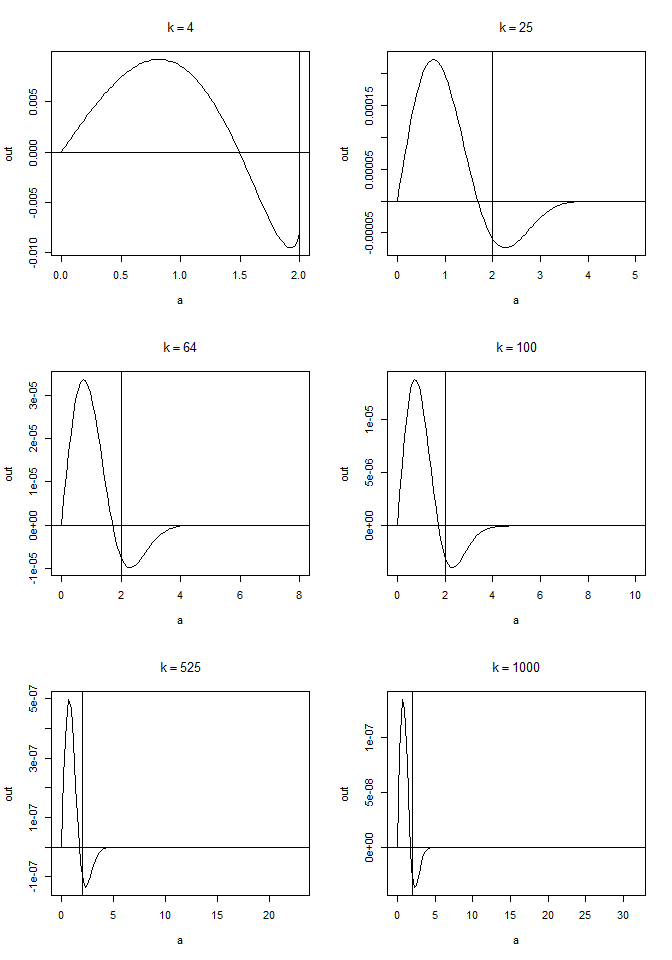 k = 4
0.005
0.000
-0.005
-0.010
out
0.0 0.5 1.0 1.5 2.0
a
k = 25
0.00015
0.00005
-0.00005
out
0 1 2 3 4 5
a
k = 64
3e-05
2e-05
1e-05
0e+00
-1e-05
out
0 2 4 6 8
a
k = 100
1e-05
5e-06
0e+00
out
0 2 4 6 8 10
a
k = 525
5e-07
3e-07
1e-07
-1e-07
out
0 5 10 15 20
a
k = 1000
1e-07
5e-08
0e+00
out
0 5 10 15 20 25 30
a